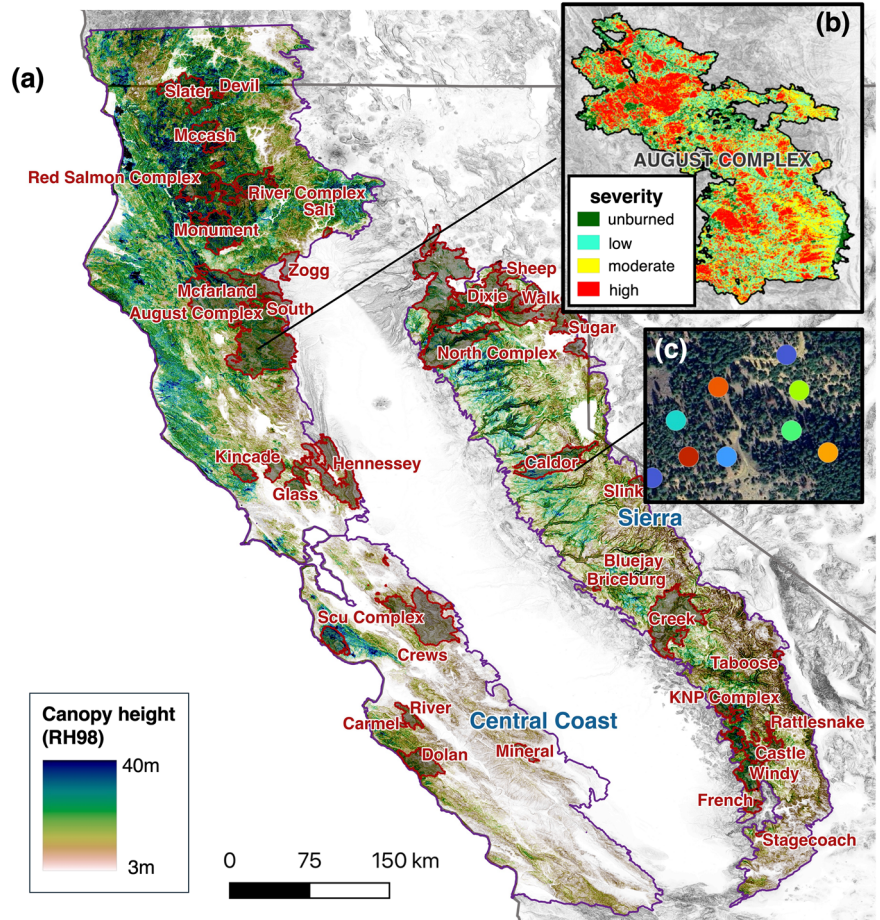 (a)
(b)
Slater
Devil
Mccash
Red Salmon Complex
River Complex
Salt
Monument
Zogg
Mcfarland
August Complex
South
AUGUST COMPLEX
severity
unburned
low
moderate
high
Sheep
Dixie
Walk
Sugar
North Complex
(c)
Kincade
Hennessey
Glass
Caldor
Slink
Sierra
Bluejay
Briceburg
Scu Complex
Creek
Crews
Taboose
KNP Complex
River
Carmel
Central Coast
Rattlesnake
Dolan
Mineral
Castle
Windy
French
Stagecoach
Canopy height
(RH98)
40m
3m
0 75 150 km